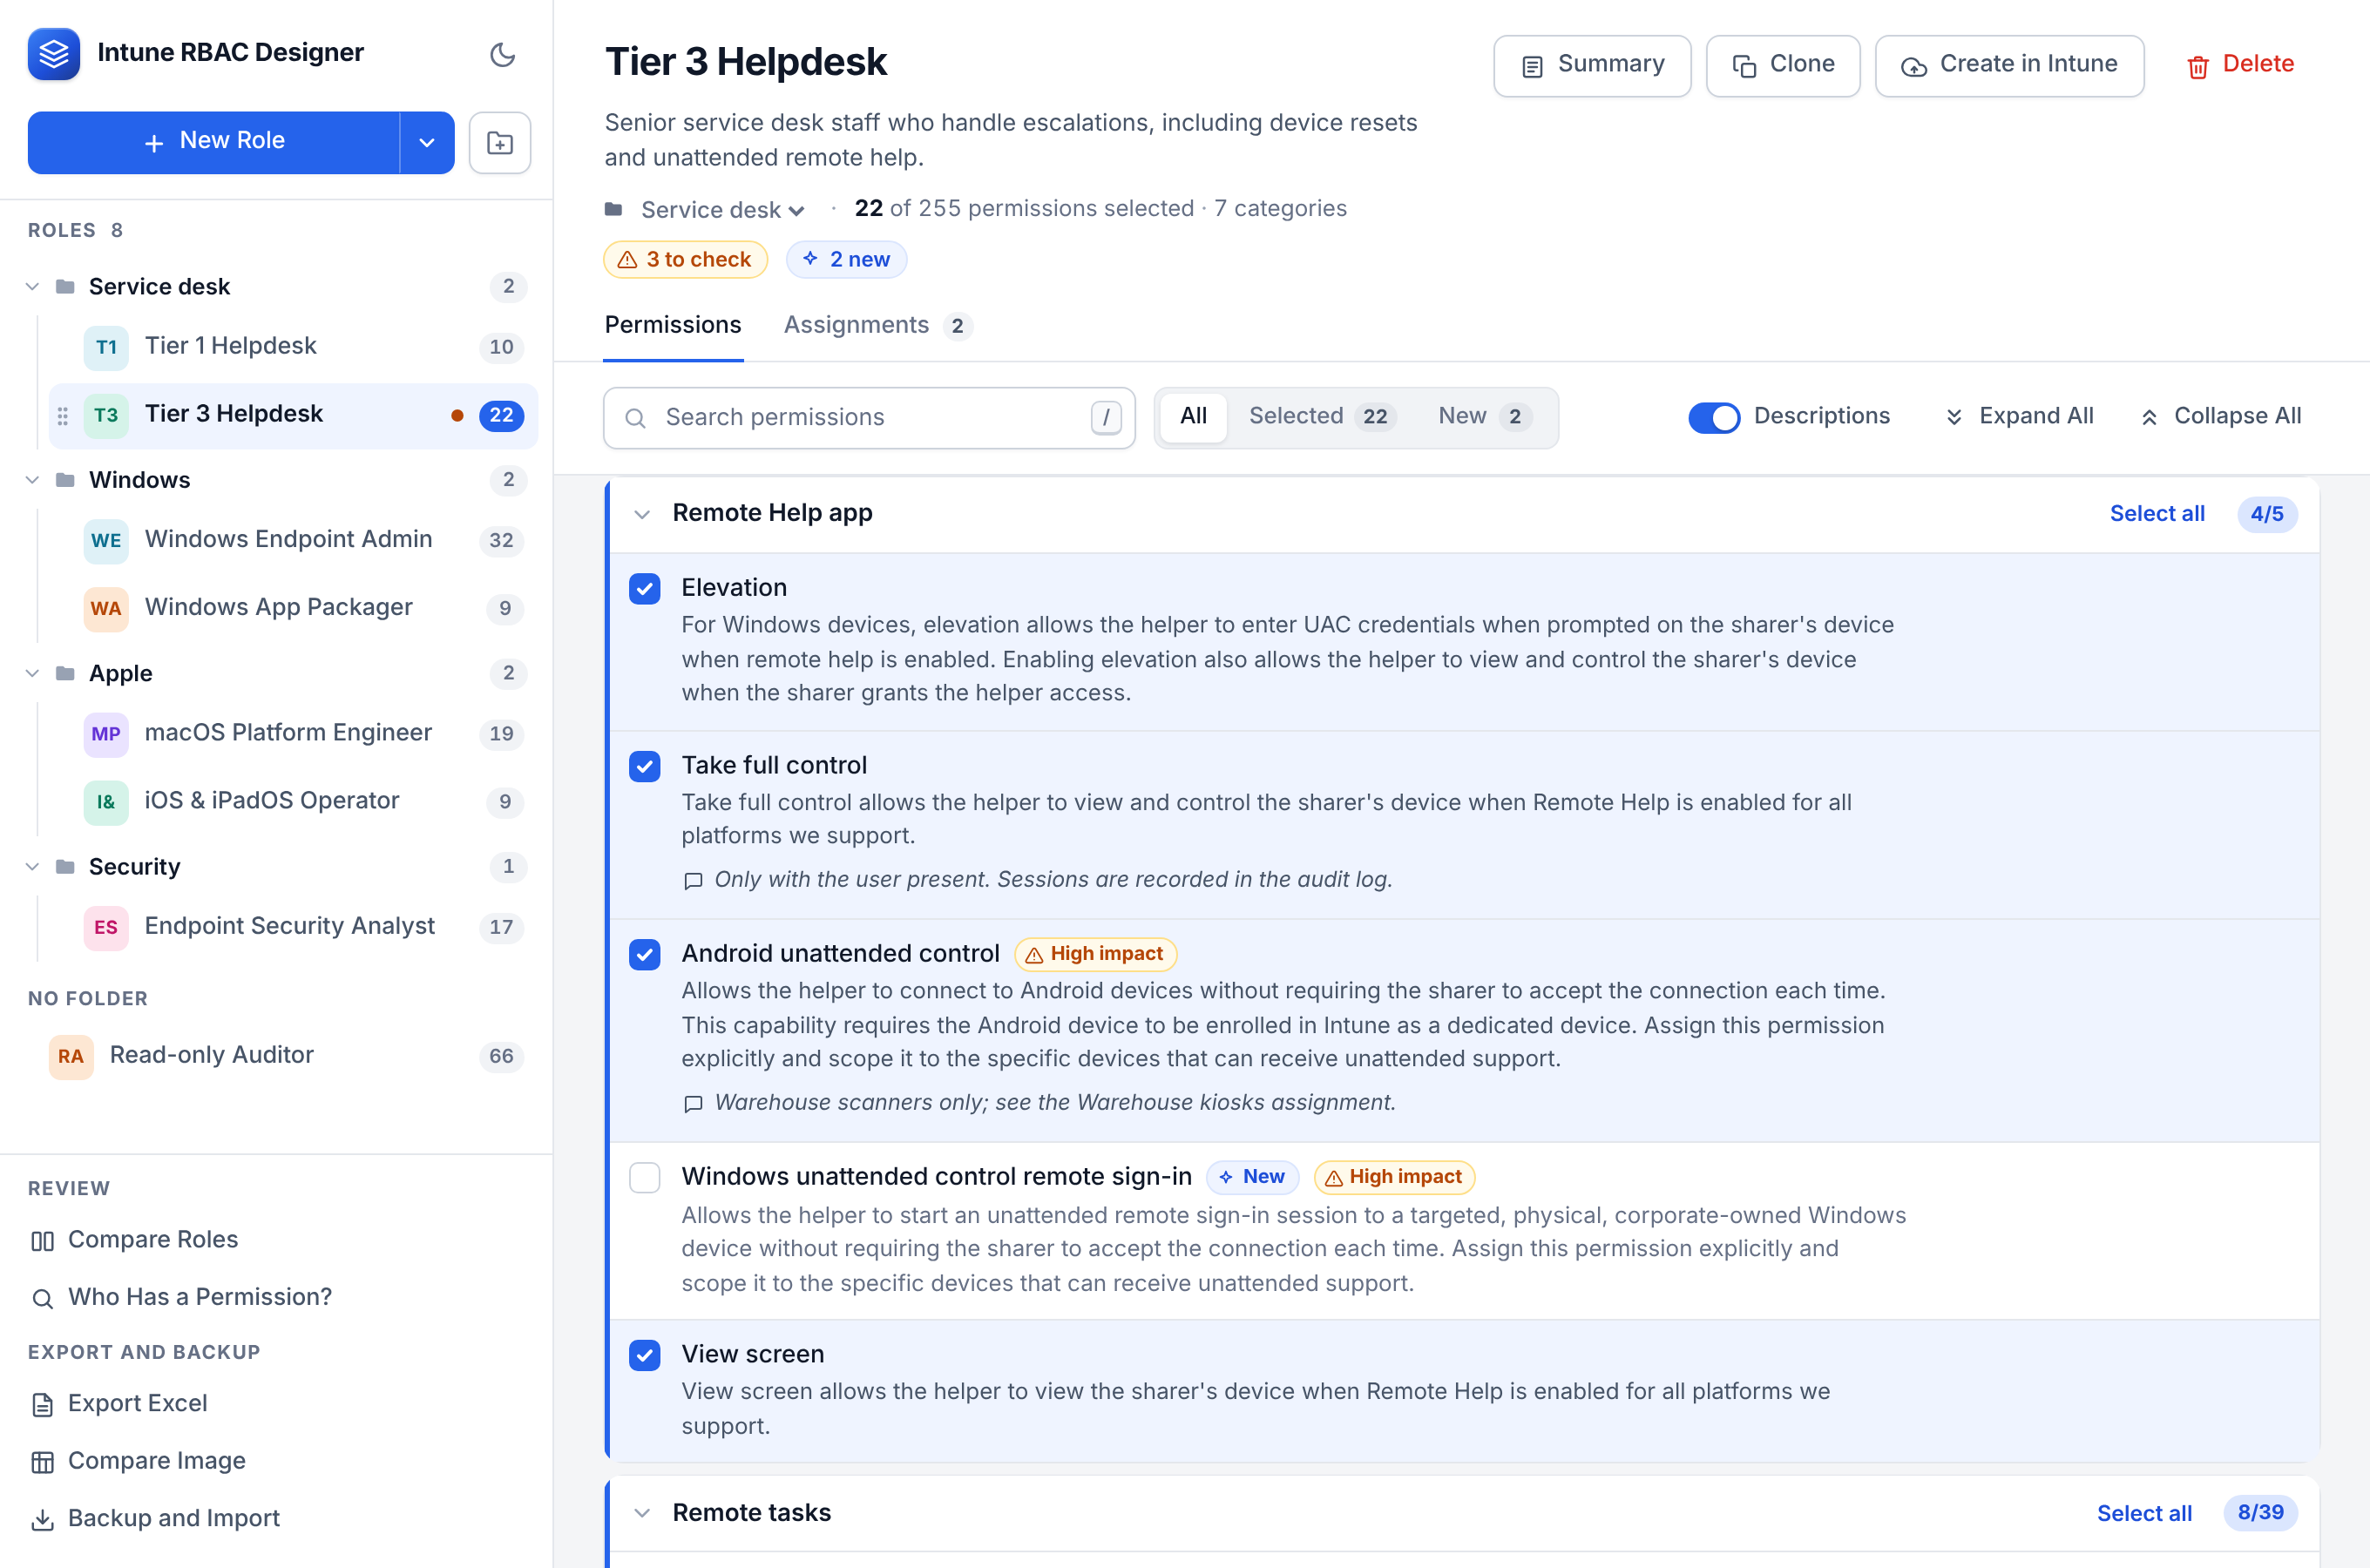 Intune RBAC Designer
New Role
ROLES 8
Service desk 2
T1 Tier 1 Helpdesk 10
T3 Tier 3 Helpdesk 22
Windows 2
WE Windows Endpoint Admin 32
WA Windows App Packager 9
Apple 2
MP macOS Platform Engineer 19
I& iOS & iPadOS Operator 9
Security 1
ES Endpoint Security Analyst 17
NO FOLDER
RA Read-only Auditor 66
REVIEW
Compare Roles
Who Has a Permission?
EXPORT AND BACKUP
Export Excel
Compare Image
Backup and Import
Tier 3 Helpdesk
Summary Clone Create in Intune Delete
Senior service desk staff who handle escalations, including device resets
and unattended remote help.
Service desk · 22 of 255 permissions selected · 7 categories
3 to check 2 new
Permissions Assignments 2
Search permissions / All Selected 22 New 2 Descriptions Expand All Collapse All
Remote Help app Select all 4/5
Elevation
For Windows devices, elevation allows the helper to enter UAC credentials when prompted on the sharer's device
when remote help is enabled. Enabling elevation also allows the helper to view and control the sharer's device
when the sharer grants the helper access.
Take full control
Take full control allows the helper to view and control the sharer's device when Remote Help is enabled for all
platforms we support.
Only with the user present. Sessions are recorded in the audit log.
Android unattended control High impact
Allows the helper to connect to Android devices without requiring the sharer to accept the connection each time.
This capability requires the Android device to be enrolled in Intune as a dedicated device. Assign this permission
explicitly and scope it to the specific devices that can receive unattended support.
Warehouse scanners only; see the Warehouse kiosks assignment.
Windows unattended control remote sign-in New High impact
Allows the helper to start an unattended remote sign-in session to a targeted, physical, corporate-owned Windows
device without requiring the sharer to accept the connection each time. Assign this permission explicitly and
scope it to the specific devices that can receive unattended support.
View screen
View screen allows the helper to view the sharer's device when Remote Help is enabled for all platforms we
support.
Remote tasks Select all 8/39